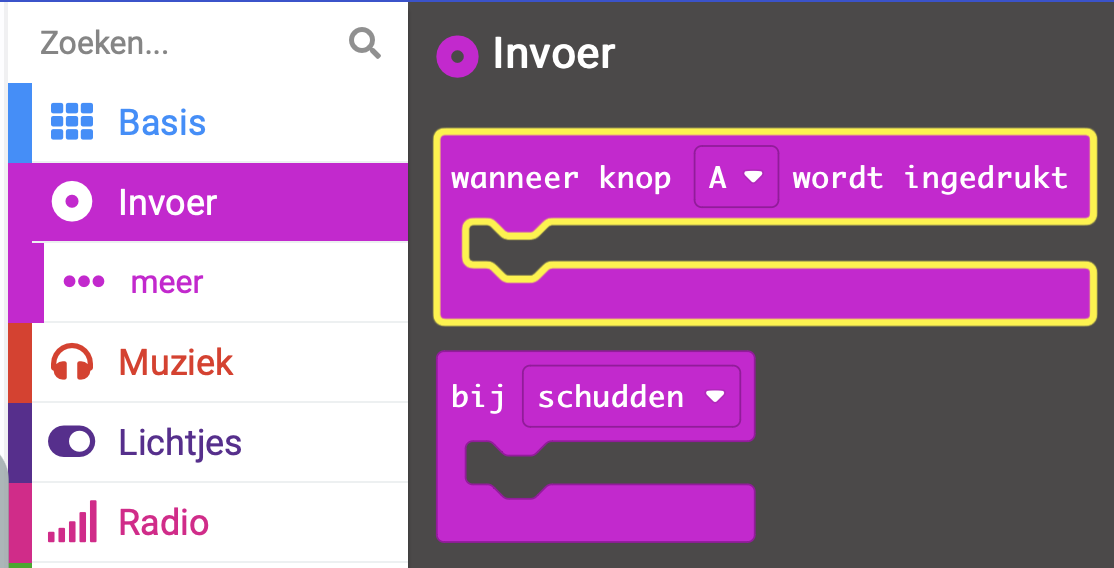 Zoeken...
Basis
Invoer
meer
Muziek
Lichtjes
Radio
Invoer
wanneer knop A wordt ingedrukt
bij schudden